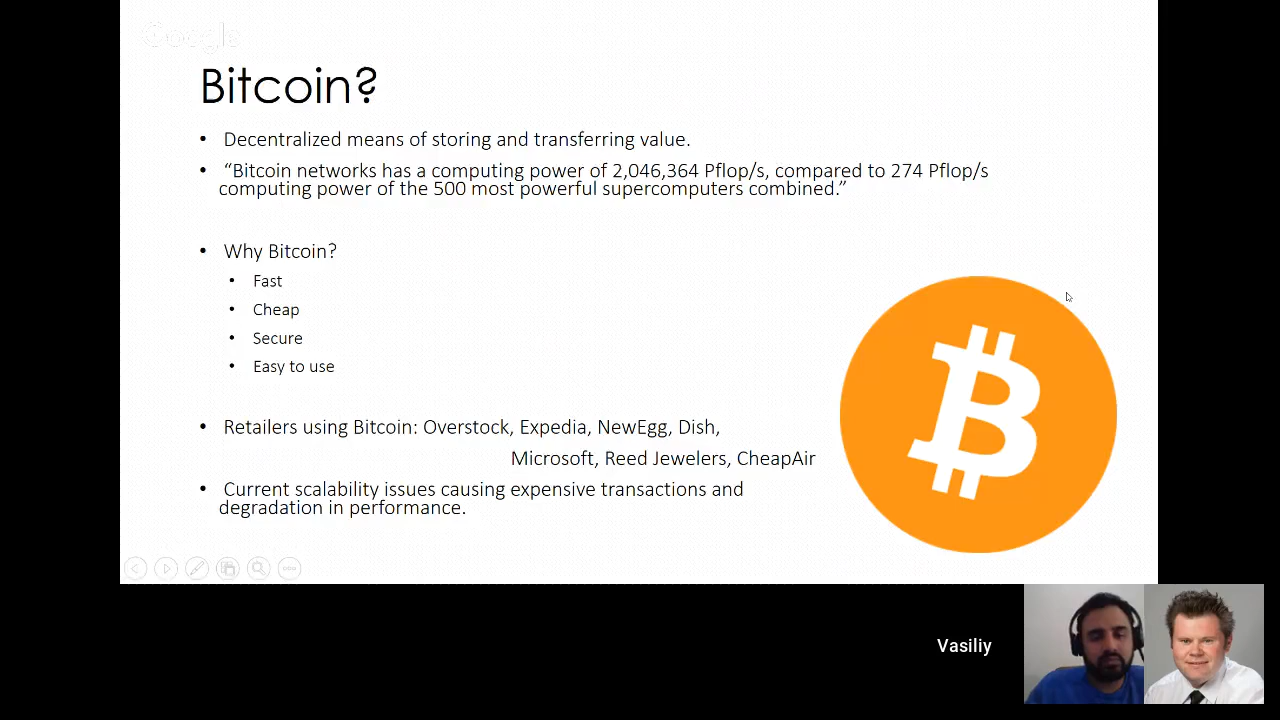 Google
Bitcoin?
• Decentralized means of storing and transferring value.
• “Bitcoin networks has a computing power of 2,046,364 Pflop/s, compared to 274 Pflop/s
computing power of the 500 most powerful supercomputers combined.”
• Why Bitcoin?
• Fast
• Cheap
• Secure
• Easy to use
• Retailers using Bitcoin: Overstock, Expedia, NewEgg, Dish,
Microsoft, Reed Jewelers, CheapAir
• Current scalability issues causing expensive transactions and
degradation in performance.
Vasiliy